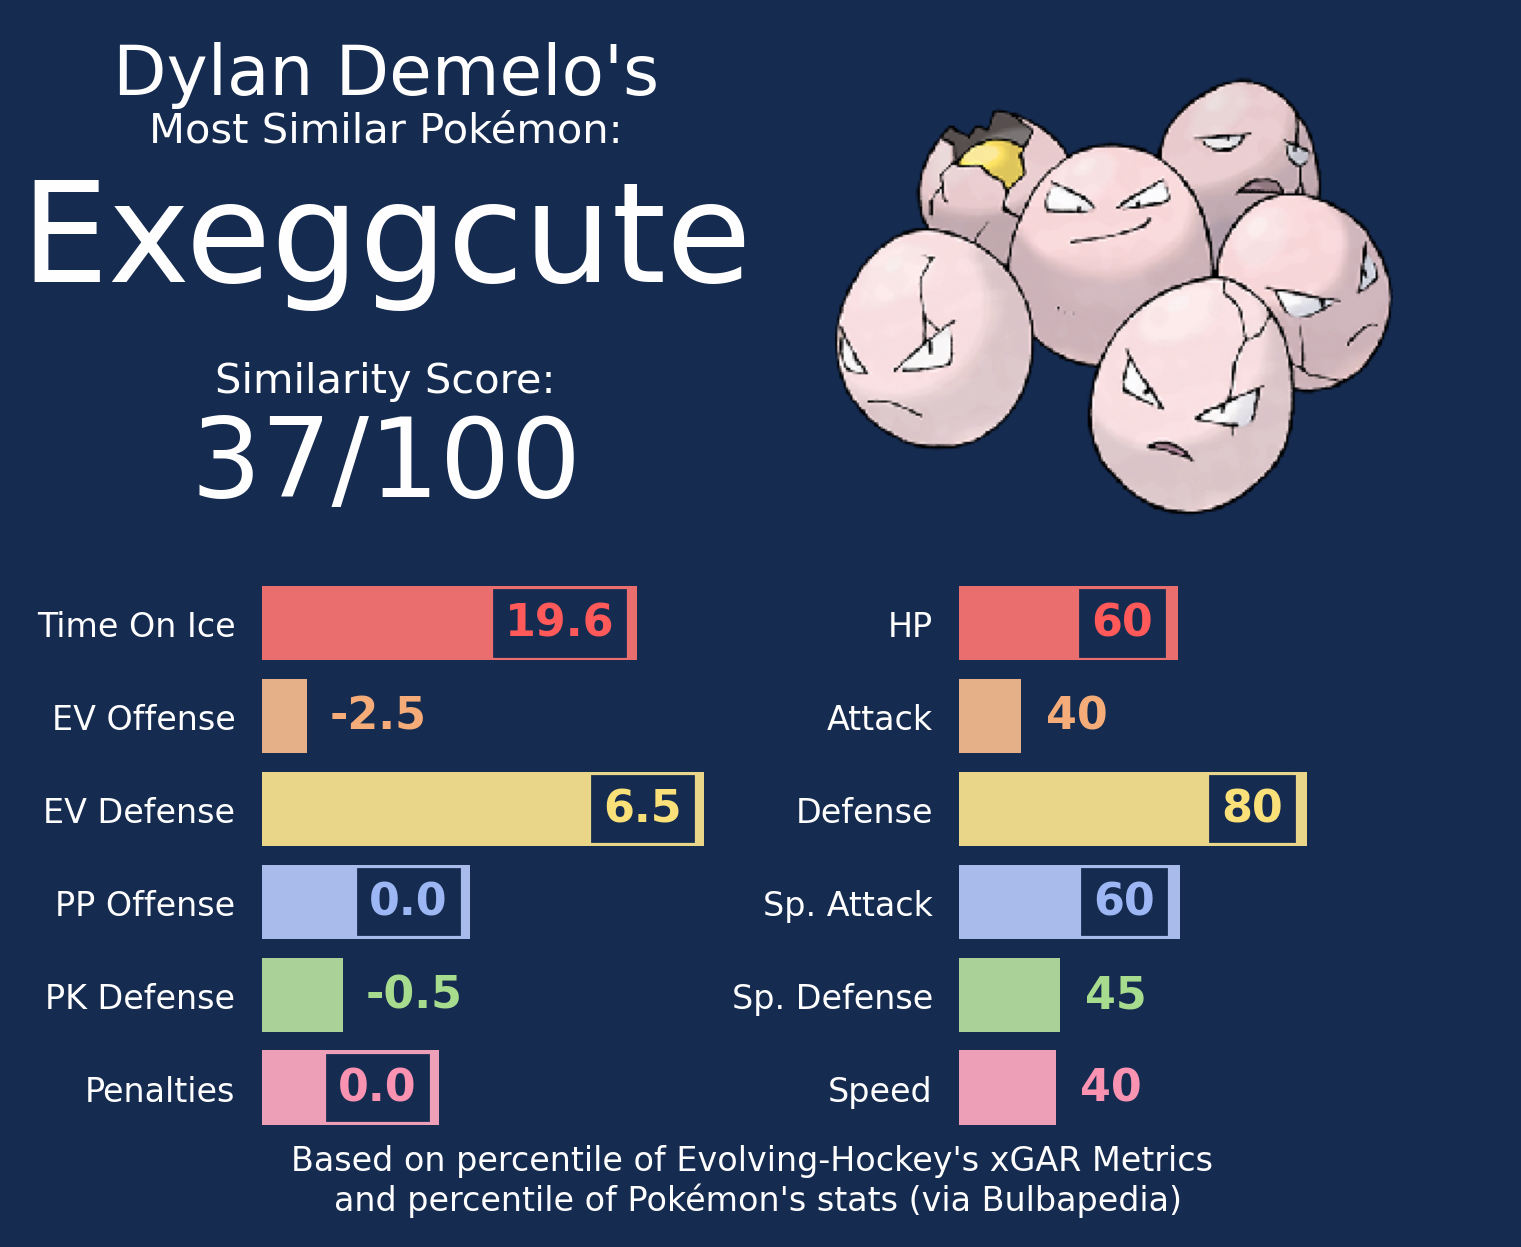 Dylan Demelo's
Most Similar Pokémon:
Exeggcute
Similarity Score:
37/100
Time On Ice 19.6
EV Offense -2.5
EV Defense 6.5
PP Offense 0.0
PK Defense -0.5
Penalties 0.0
HP 60
Attack 40
Defense 80
Sp. Attack 60
Sp. Defense 45
Speed 40
Based on percentile of Evolving-Hockey's xGAR Metrics
and percentile of Pokémon's stats (via Bulbapedia)